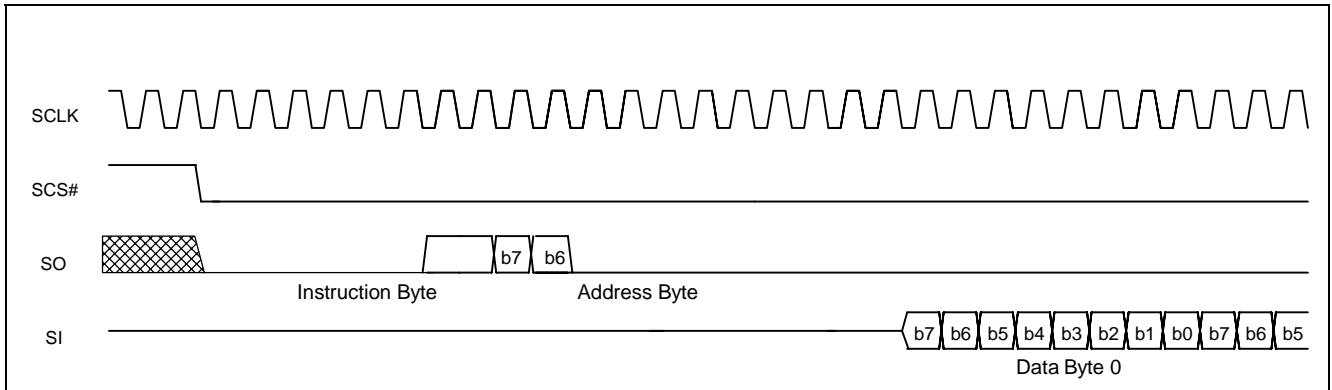 SCLK
SCS#
SO b7 b6
Instruction Byte Address Byte
SI b7 b6 b5 b4 b3 b2 b1 b0 b7 b6 b5
Data Byte 0